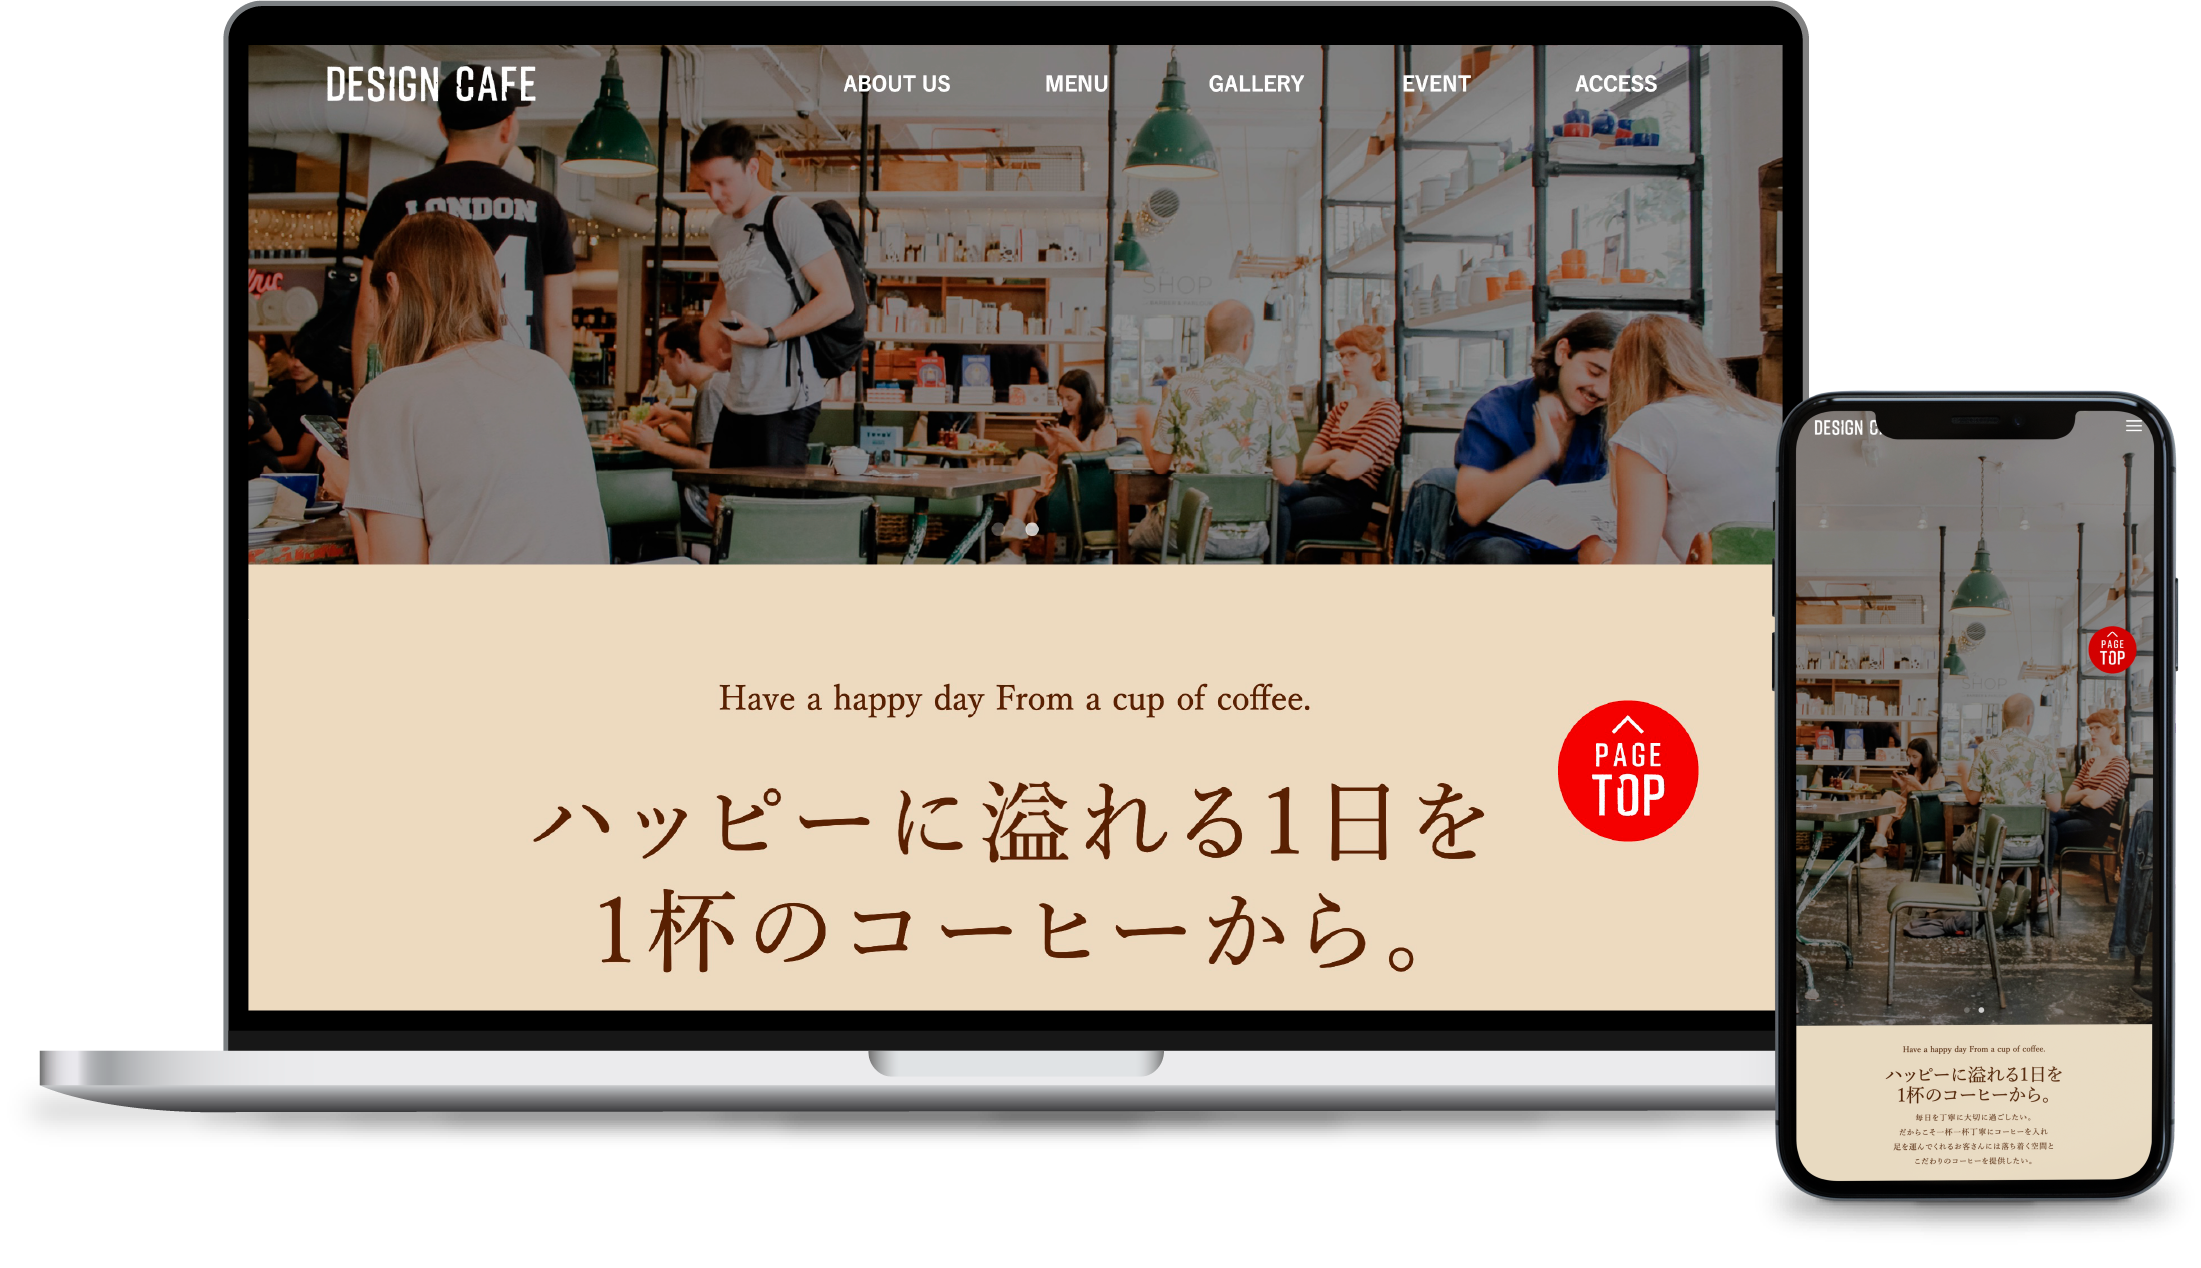 DESIGN CAFE
ABOUT US
MENU
GALLERY
EVENT
ACCESS
LONDON
SHOP
Have a happy day From a cup of coffee.
ハッピーに溢れる1日を
1杯のコーヒーから。
PAGE
TOP
DESIGN
PAGE
TOP
SHOP
Have a happy day From a cup of coffee.
ハッピーに溢れる1日を
1杯のコーヒーから。
毎日を丁寧に大切に過ごしたい。
だからこそ一杯一杯丁寧にコーヒーを入れ
足を運んでくれるお客さんには落ち着く空間と
こだわりのコーヒーを提供したい。